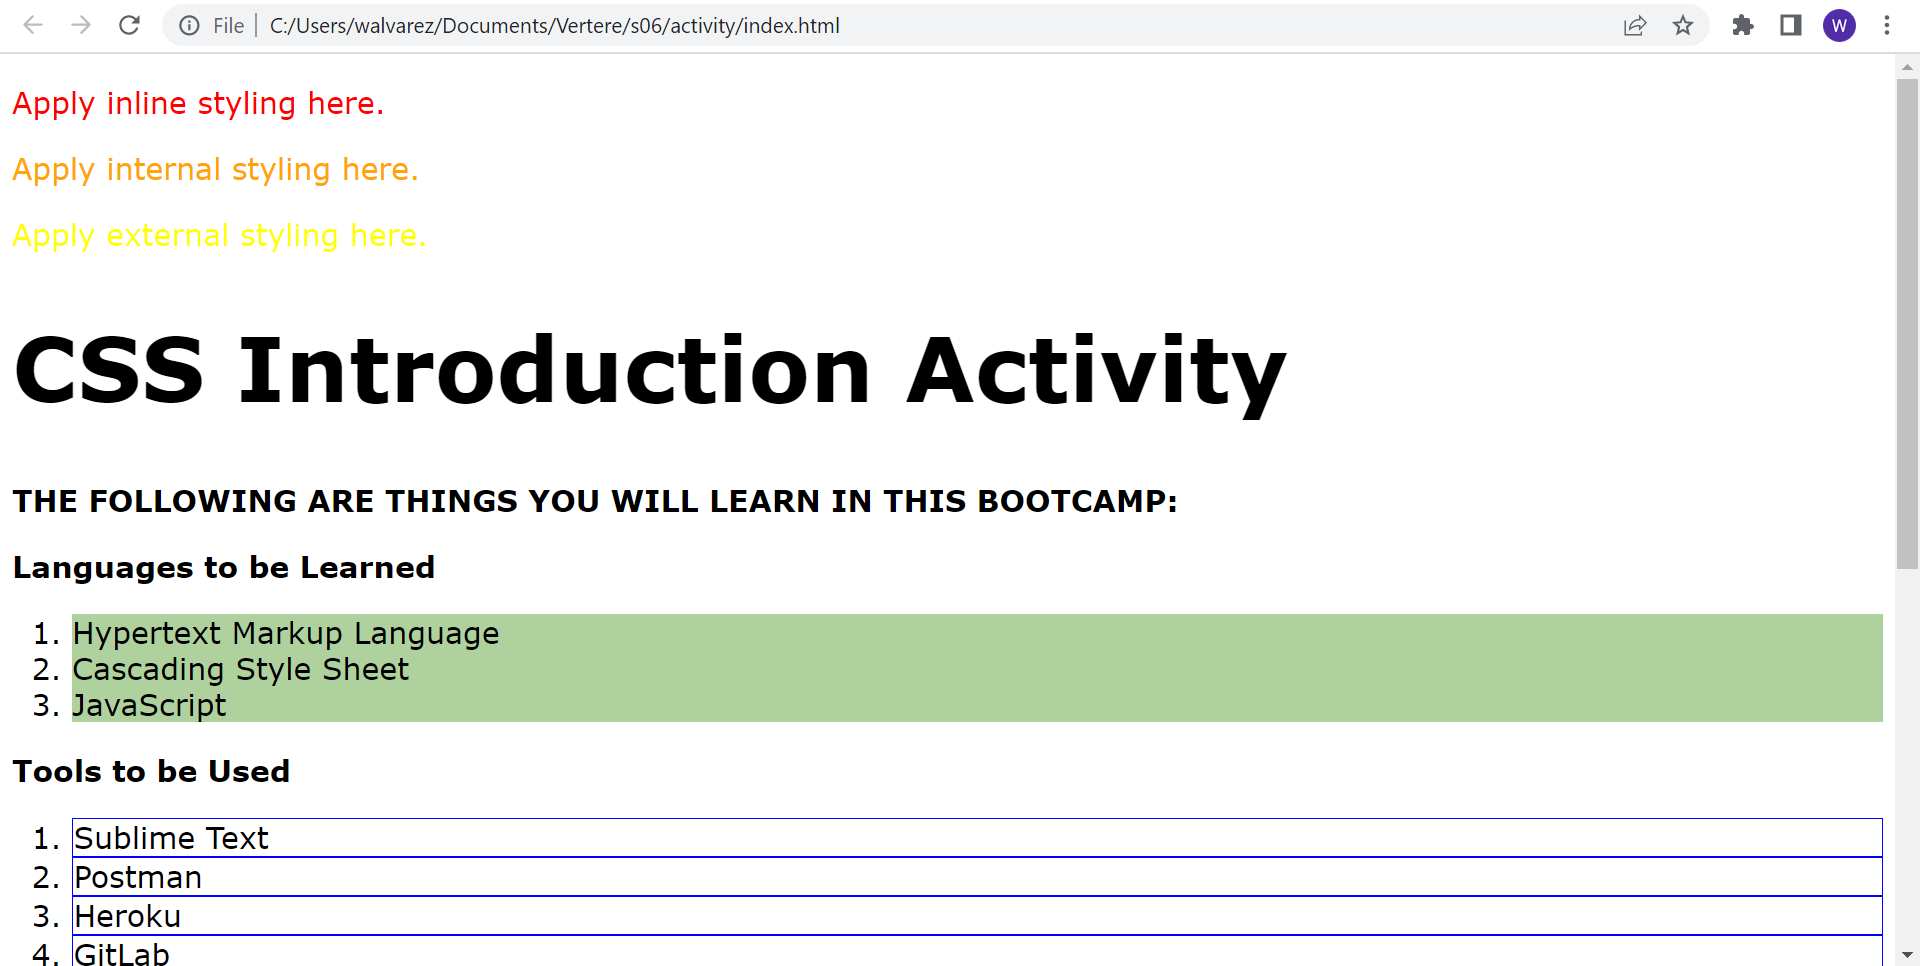 File | C:/Users/walvarez/Documents/Vertere/s06/activity/index.html W
Apply inline styling here.
Apply internal styling here.
Apply external styling here.
CSS Introduction Activity
THE FOLLOWING ARE THINGS YOU WILL LEARN IN THIS BOOTCAMP:
Languages to be Learned
1. Hypertext Markup Language
2. Cascading Style Sheet
3. JavaScript
Tools to be Used
1. Sublime Text
2. Postman
3. Heroku
4. GitLab